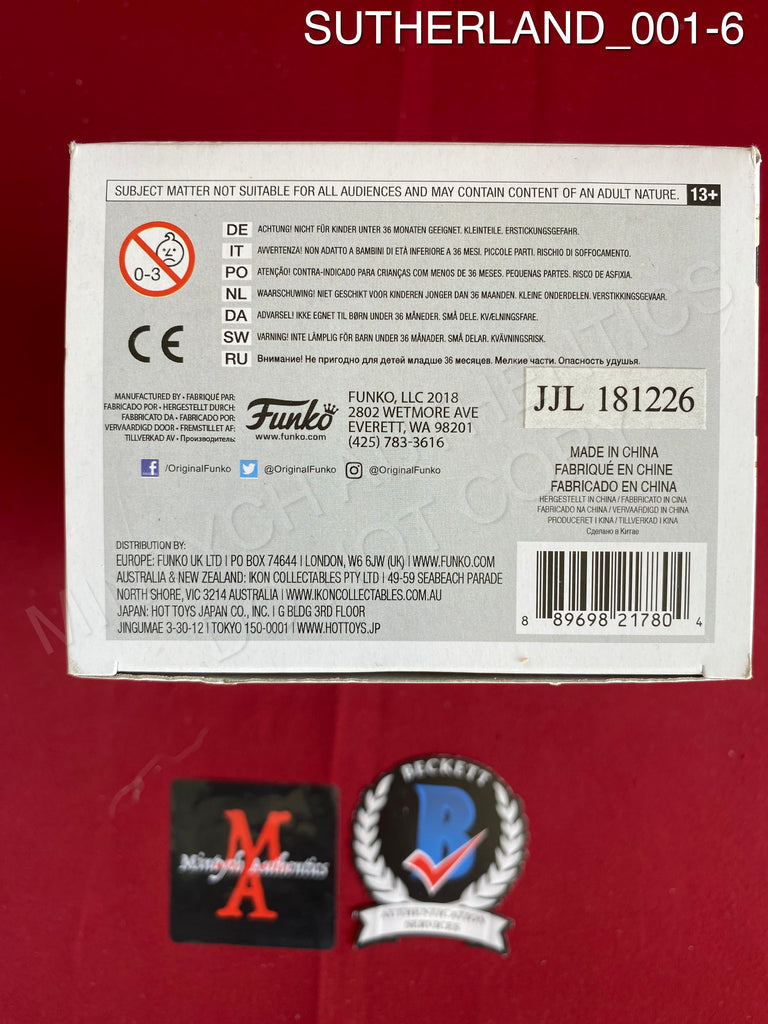 SUTHERLAND_001-6
SUBJECT MATTER NOT SUITABLE FOR ALL AUDIENCES AND MAY CONTAIN CONTENT OF AN ADULT NATURE. 13+
0-3
DE ACHTUNG! NICHT FÜR KINDER UNTER 36 MONATEN GEEIGNET. KLEINTEILE. ERSTICKUNGSGEFAHR.
IT AVVERTENZA! NON ADATTO A BAMBINI DI ETÀ INFERIORE A 36 MESI. PICCOLE PARTI. RISCHIO DI SOFFOCAMENTO.
PO ATENÇÃO! CONTRA-INDICADO PARA CRIANÇAS COM MENOS DE 36 MESES. PEQUENAS PARTES. RISCO DE ASFIXIA.
NL WAARSCHUWING! NIET GESCHIKT VOOR KINDEREN JONGER DAN 36 MAANDEN. KLEINE ONDERDELEN. VERSTIKKINGSGEVAAR.
DA ADVARSEL! IKKE EGNET TIL BØRN UNDER 36 MÅNEDER. SMÅ DELE. KVÆLNINGSFARE.
SW VARNING! INTE LÄMPLIG FÖR BARN UNDER 36 MÅNADER. SMÅ DELAR. KVÄVNINGSRISK.
RU Внимание! Не пригодно для детей младше 36 месяцев. Мелкие части. Опасность удушья.
CE
MANUFACTURED BY • FABRIQUÉ PAR:
FABRICADO POR • HERGESTELLT DURCH:
FABBRICATO DA • FABRICADO POR:
VERVAARDIGD DOOR • FREMSTILLET AF:
TILLVERKAD AV • Производитель:
Funko
www.funko.com
FUNKO, LLC 2018
2802 WETMORE AVE
EVERETT, WA 98201
(425) 783-3616
JJL 181226
/OriginalFunko @OriginalFunko @OriginalFunko
MADE IN CHINA
FABRIQUÉ EN CHINE
FABRICADO EN CHINA
HERGESTELLT IN CHINA / FABBRICATO IN CINA
FABRICADO NA CHINA / VERVAARDIGD IN CHINA
PRODUCERET I KINA / TILLVERKAD I KINA
Сделано в Китае
DISTRIBUTION BY:
EUROPE: FUNKO UK LTD | PO BOX 74644 | LONDON, W6 6JW (UK) | WWW.FUNKO.COM
AUSTRALIA & NEW ZEALAND: IKON COLLECTABLES PTY LTD | 49-59 SEABEACH PARADE
NORTH SHORE, VIC 3214 AUSTRALIA | WWW.IKONCOLLECTABLES.COM.AU
JAPAN: HOT TOYS JAPAN CO., INC. | G BLDG 3RD FLOOR
JINGUMAE 3-30-12 | TOKYO 150-0001 | WWW.HOTTOYS.JP
8 89698 21780 4
MINTYCH AUTHENTICS
DO NOT COPY
MA
Mintych Authentics
BECKETT
B
AUTHENTICATION
SERVICES